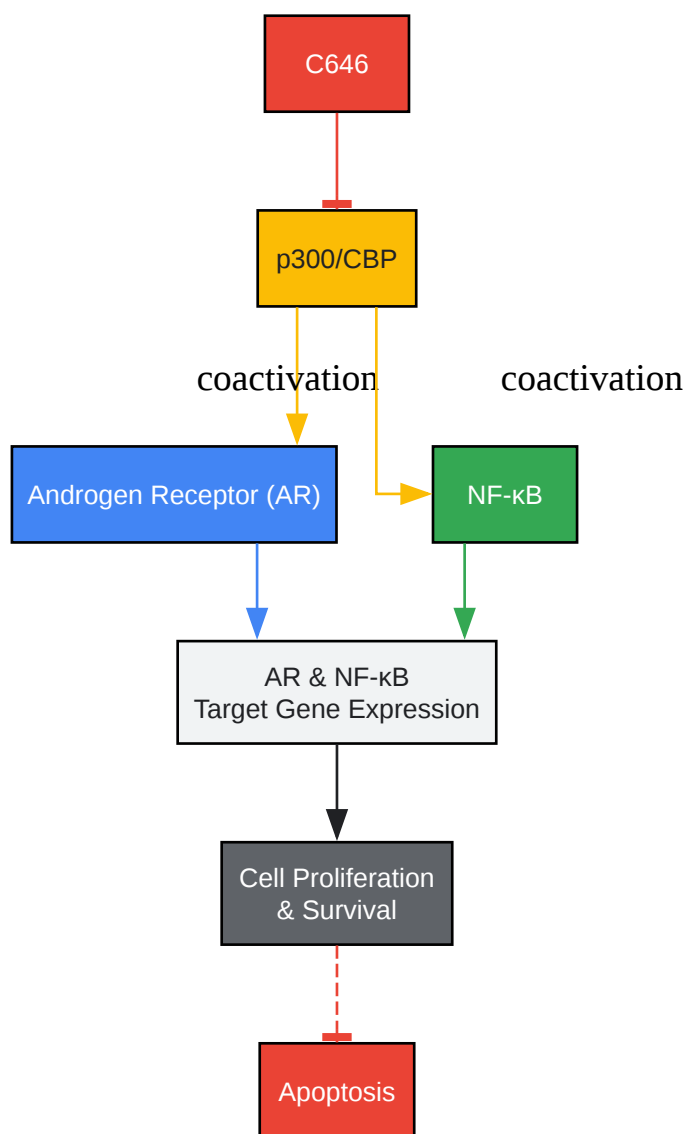 C646
p300/CBP
coactivation
coactivation
Androgen Receptor (AR)
NF-κB
AR & NF-κB
Target Gene Expression
Cell Proliferation
& Survival
Apoptosis